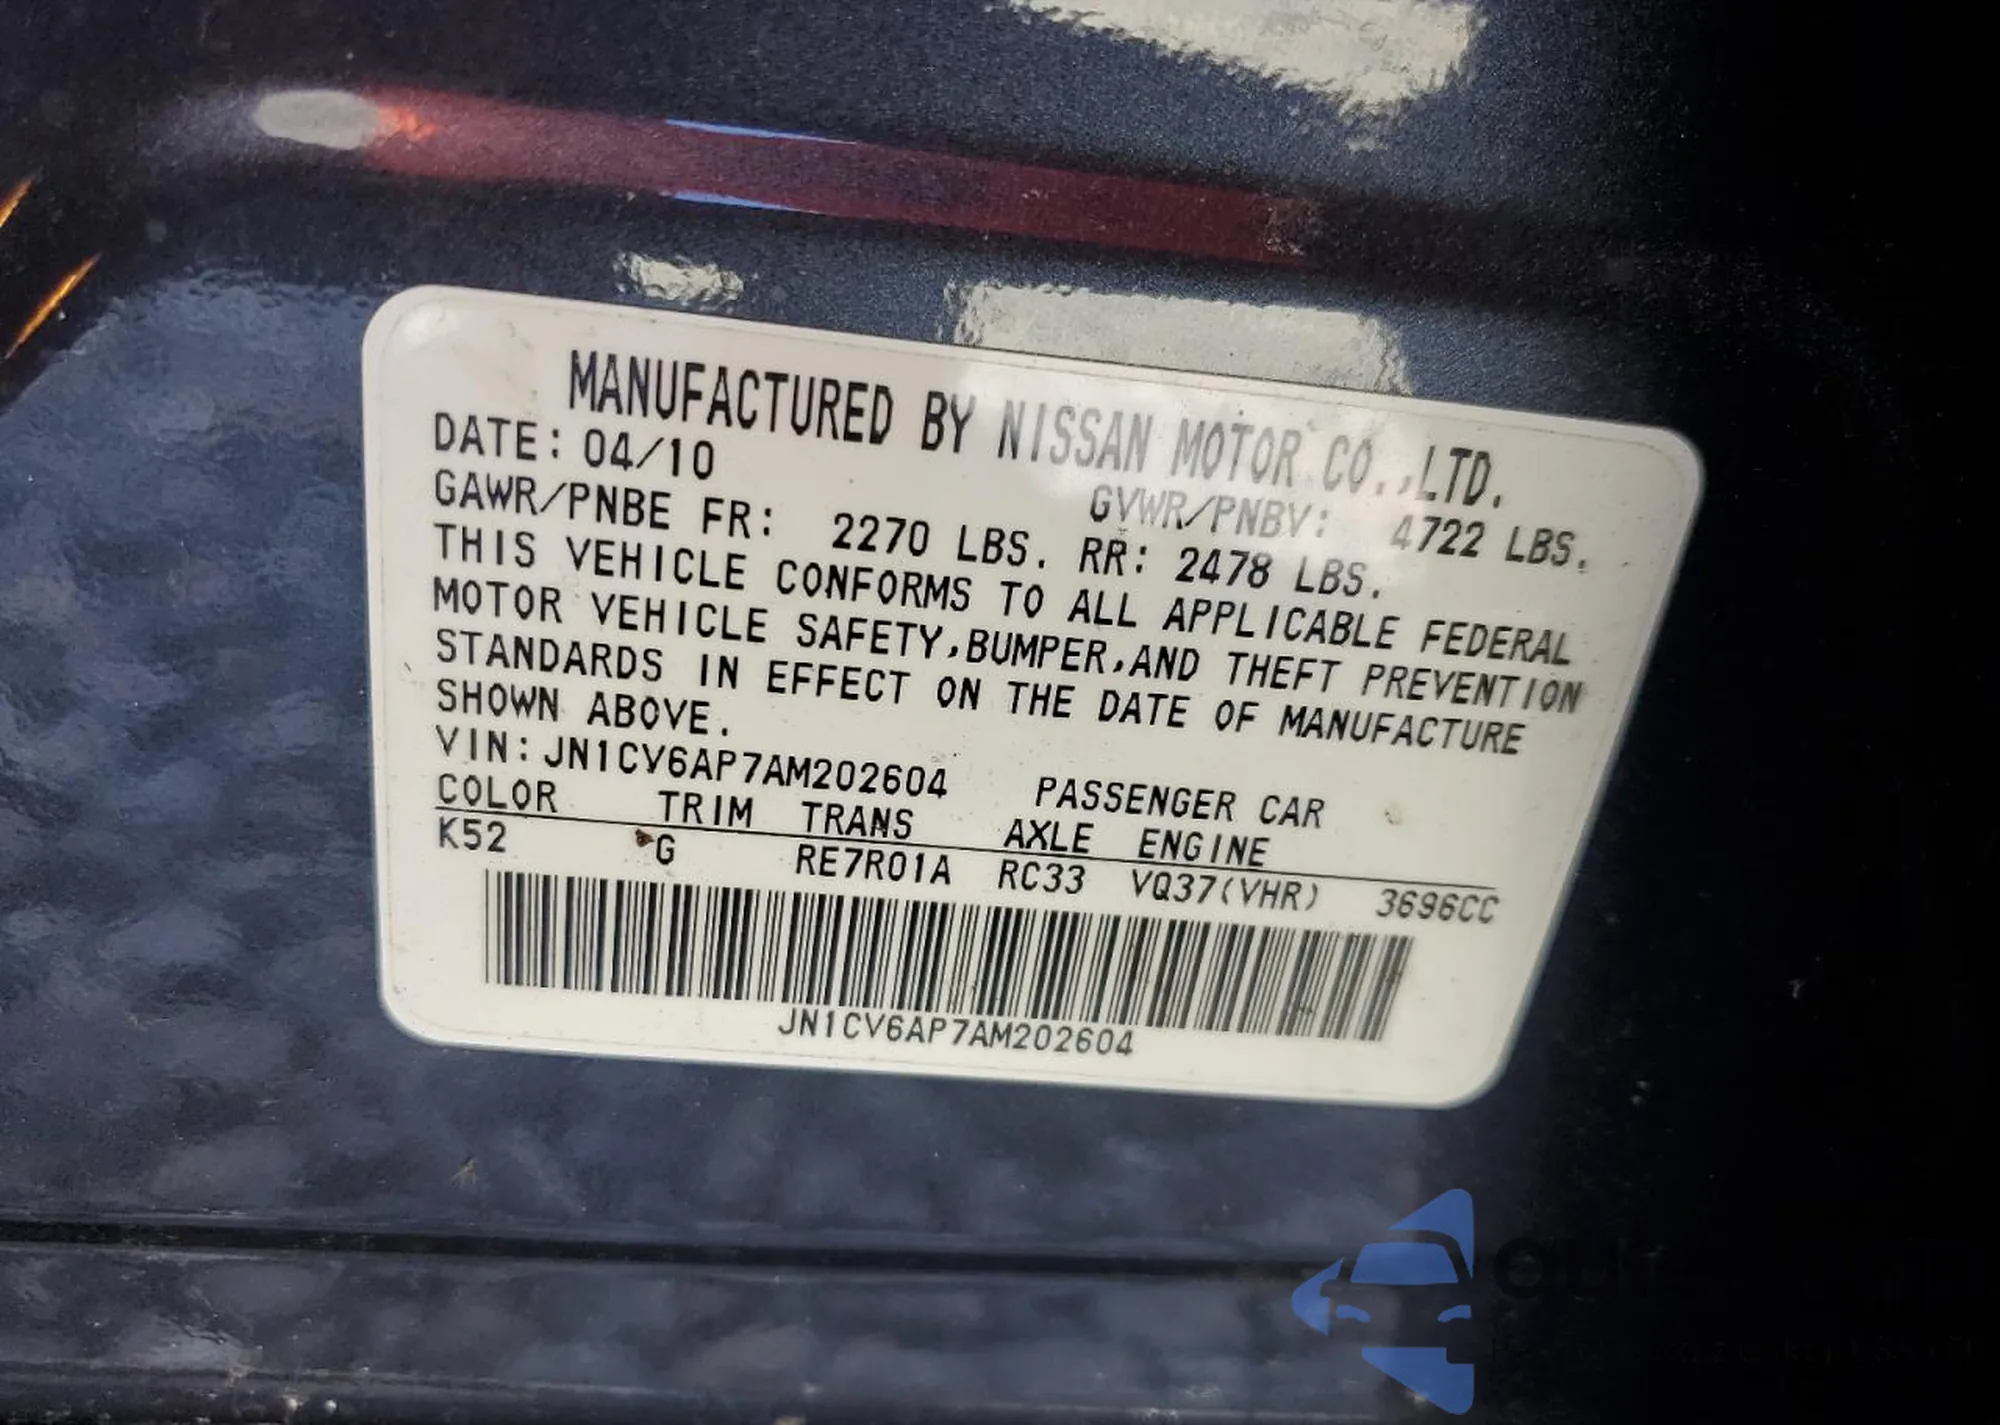 MANUFACTURED BY NISSAN MOTOR CO.,LTD.
DATE: 04/10 GVWR/PNBV: 4722 LBS.
GAWR/PNBE FR: 2270 LBS. RR: 2478 LBS.
THIS VEHICLE CONFORMS TO ALL APPLICABLE FEDERAL
MOTOR VEHICLE SAFETY,BUMPER,AND THEFT PREVENTION
STANDARDS IN EFFECT ON THE DATE OF MANUFACTURE
SHOWN ABOVE.
VIN:JN1CV6AP7AM202604 PASSENGER CAR
COLOR TRIM TRANS AXLE ENGINE
K52 G RE7R01A RC33 VQ37(VHR) 3696CC
JN1CV6AP7AM202604